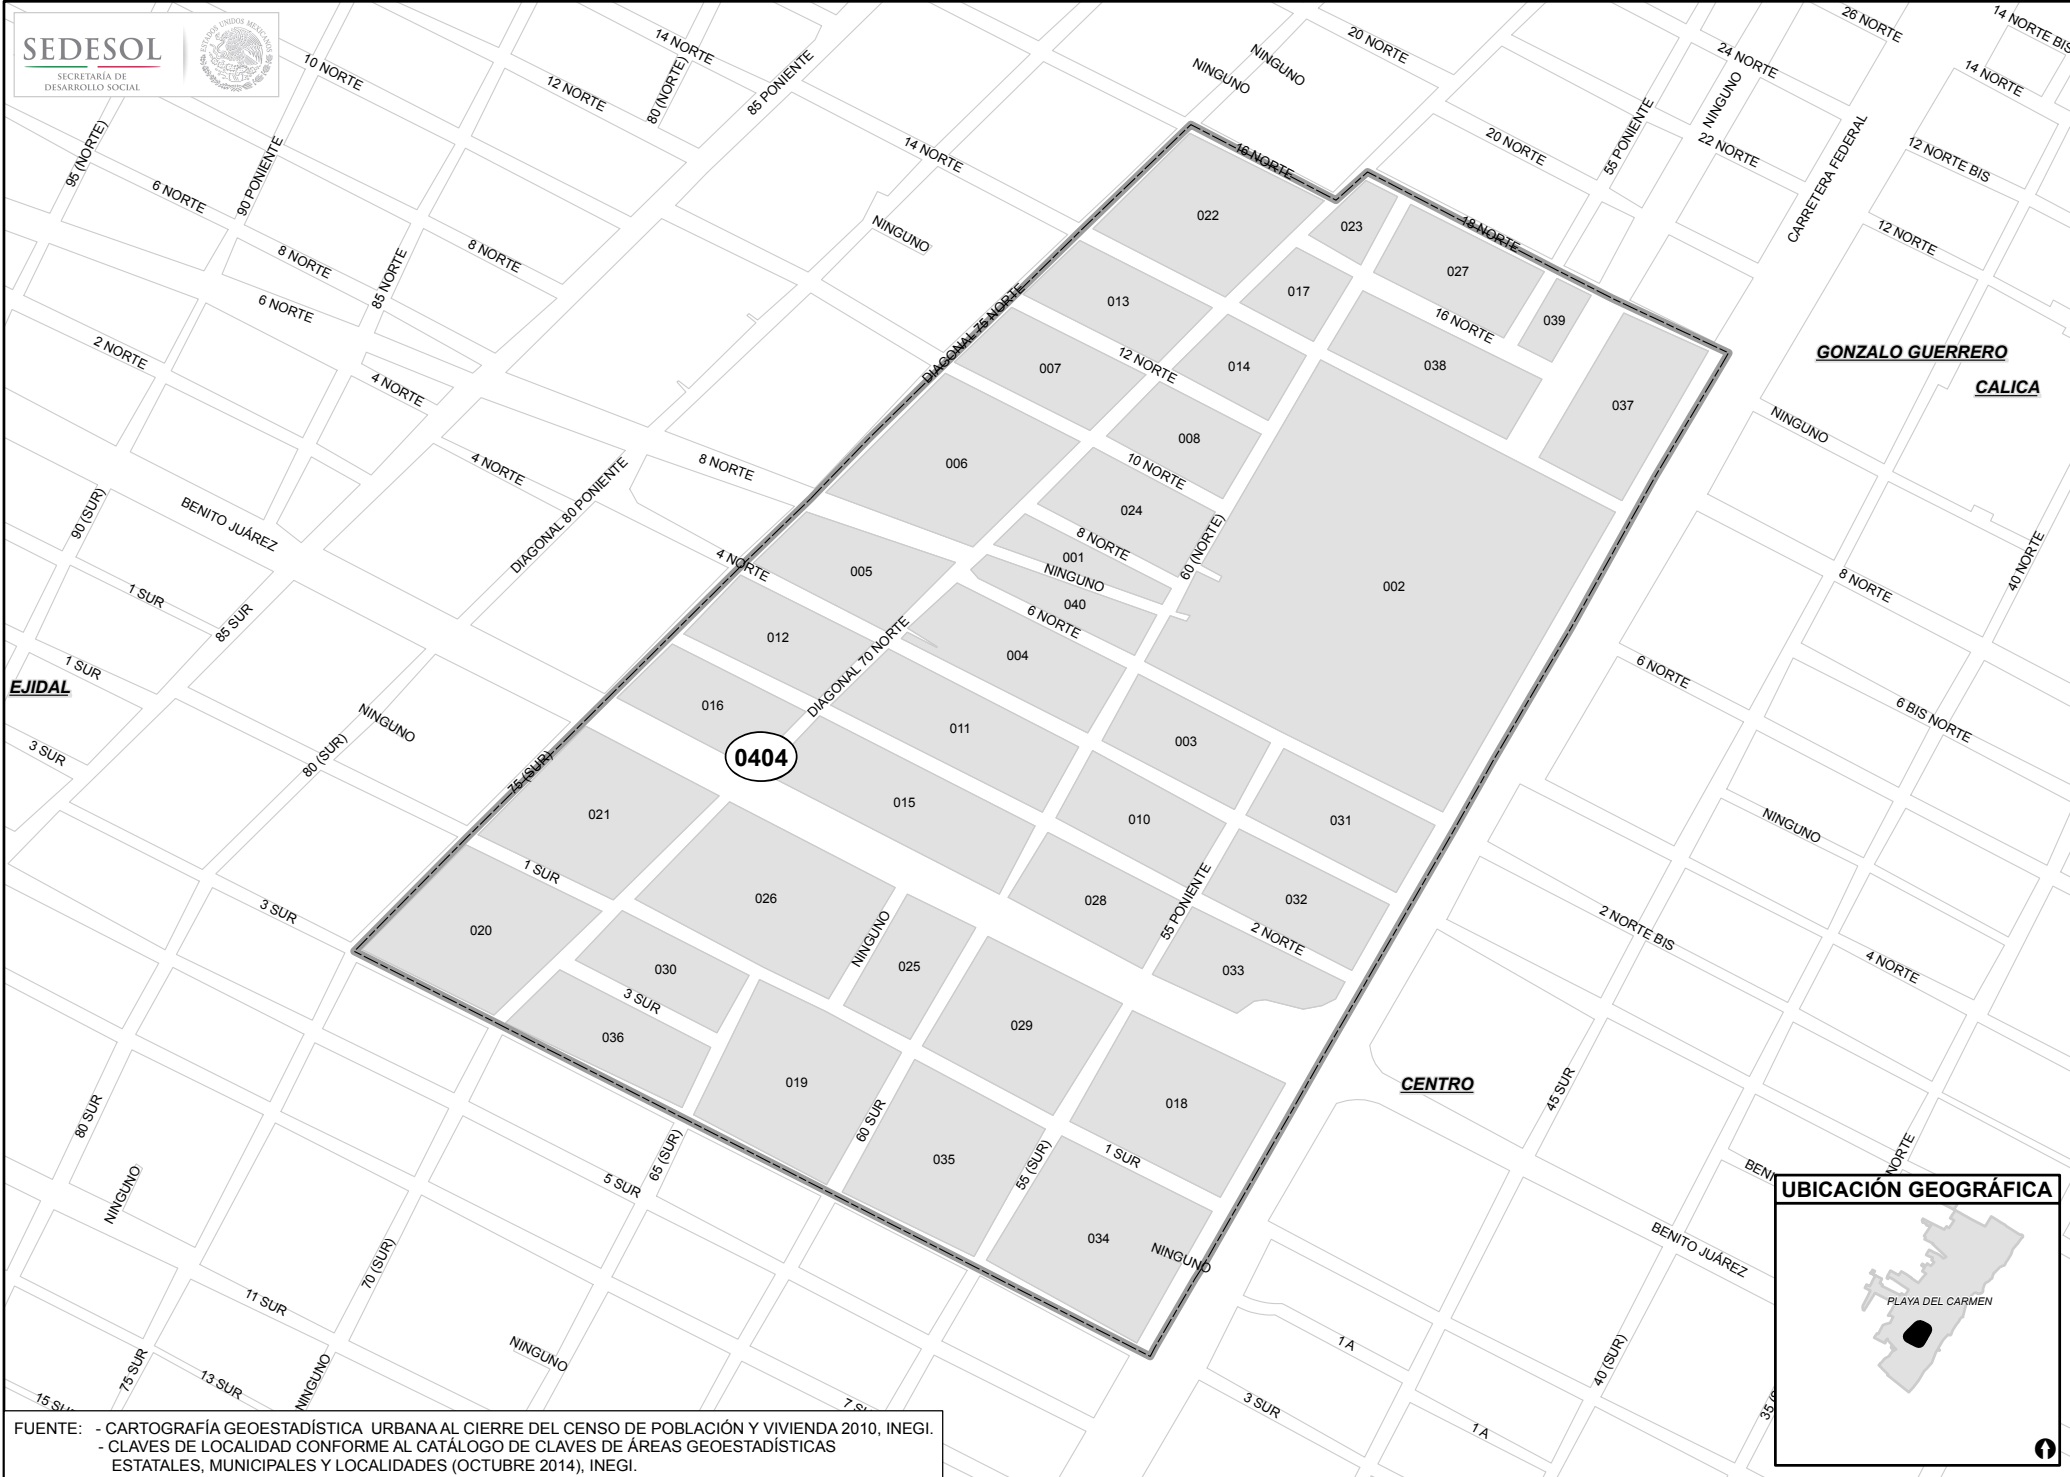 SEDESOL
SECRETARÍA DE
DESARROLLO SOCIAL
ESTADOS UNIDOS MEXICANOS
26 NORTE
14 NORTE BIS
14 NORTE
20 NORTE
24 NORTE
NINGUNO
NINGUNO
NINGUNO
10 NORTE
12 NORTE
80 (NORTE)
85 PONIENTE
14 NORTE
14 NORTE
55 PONIENTE
20 NORTE
22 NORTE
CARRETERA FEDERAL
12 NORTE BIS
12 NORTE
95 (NORTE)
90 PONIENTE
6 NORTE
8 NORTE
85 NORTE
8 NORTE
6 NORTE
NINGUNO
16 NORTE
18 NORTE
022
023
027
017
013
039
16 NORTE
DIAGONAL 75 NORTE
2 NORTE
4 NORTE
007
12 NORTE
014
038
037
GONZALO GUERRERO
CALICA
NINGUNO
008
006
10 NORTE
8 NORTE
4 NORTE
DIAGONAL 80 PONIENTE
90 (SUR)
BENITO JUÁREZ
024
8 NORTE
001
NINGUNO
040
6 NORTE
60 (NORTE)
002
8 NORTE
40 NORTE
4 NORTE
005
1 SUR
85 SUR
012
DIAGONAL 70 NORTE
004
6 NORTE
6 BIS NORTE
EJIDAL
1 SUR
NINGUNO
80 (SUR)
3 SUR
016
011
003
0404
75 (SUR)
021
015
010
031
NINGUNO
1 SUR
026
028
55 PONIENTE
032
2 NORTE
3 SUR
020
NINGUNO
025
033
2 NORTE BIS
4 NORTE
030
3 SUR
036
029
019
018
CENTRO
45 SUR
80 SUR
60 SUR
035
55 (SUR)
1 SUR
65 (SUR)
5 SUR
NINGUNO
034
NINGUNO
NORTE
BENI
BENITO JUÁREZ
70 (SUR)
11 SUR
NINGUNO
75 SUR
13 SUR
NINGUNO
15 SU
7 SU
1 A
40 (SUR)
3 SUR
1 A
35 (S
UBICACIÓN GEOGRÁFICA
PLAYA DEL CARMEN
FUENTE: - CARTOGRAFÍA GEOESTADÍSTICA URBANA AL CIERRE DEL CENSO DE POBLACIÓN Y VIVIENDA 2010, INEGI.
- CLAVES DE LOCALIDAD CONFORME AL CATÁLOGO DE CLAVES DE ÁREAS GEOESTADÍSTICAS
ESTATALES, MUNICIPALES Y LOCALIDADES (OCTUBRE 2014), INEGI.